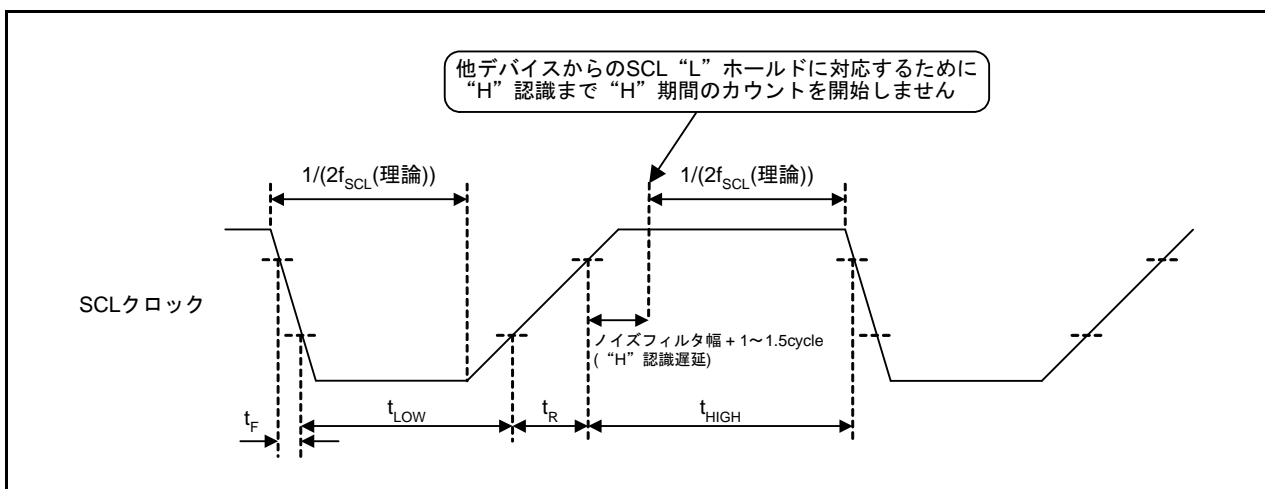 他デバイスからのSCL“L”ホールドに対応するために
“H”認識まで“H”期間のカウントを開始しません
1/(2fSCL(理論))
1/(2fSCL(理論))
SCLクロック
ノイズフィルタ幅 + 1～1.5cycle
(“H”認識遅延)
tF
tLOW
tR
tHIGH